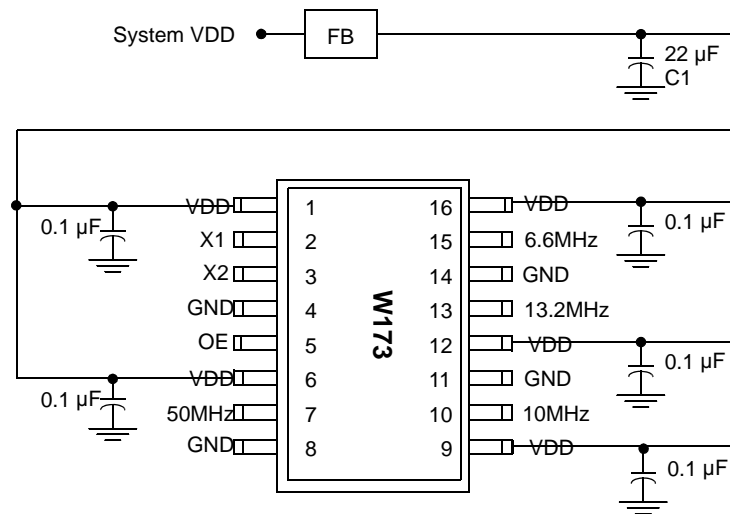 System VDD
FB
22 µF
C1
VDD 1 16 VDD
0.1 µF 0.1 µF
X1 2 15 6.6MHz
X2 3 14 GND
GND 4 13 13.2MHz
W173
OE 5 12 VDD
0.1 µF
VDD 6 11 GND
0.1 µF
50MHz 7 10 10MHz
GND 8 9 VDD
0.1 µF